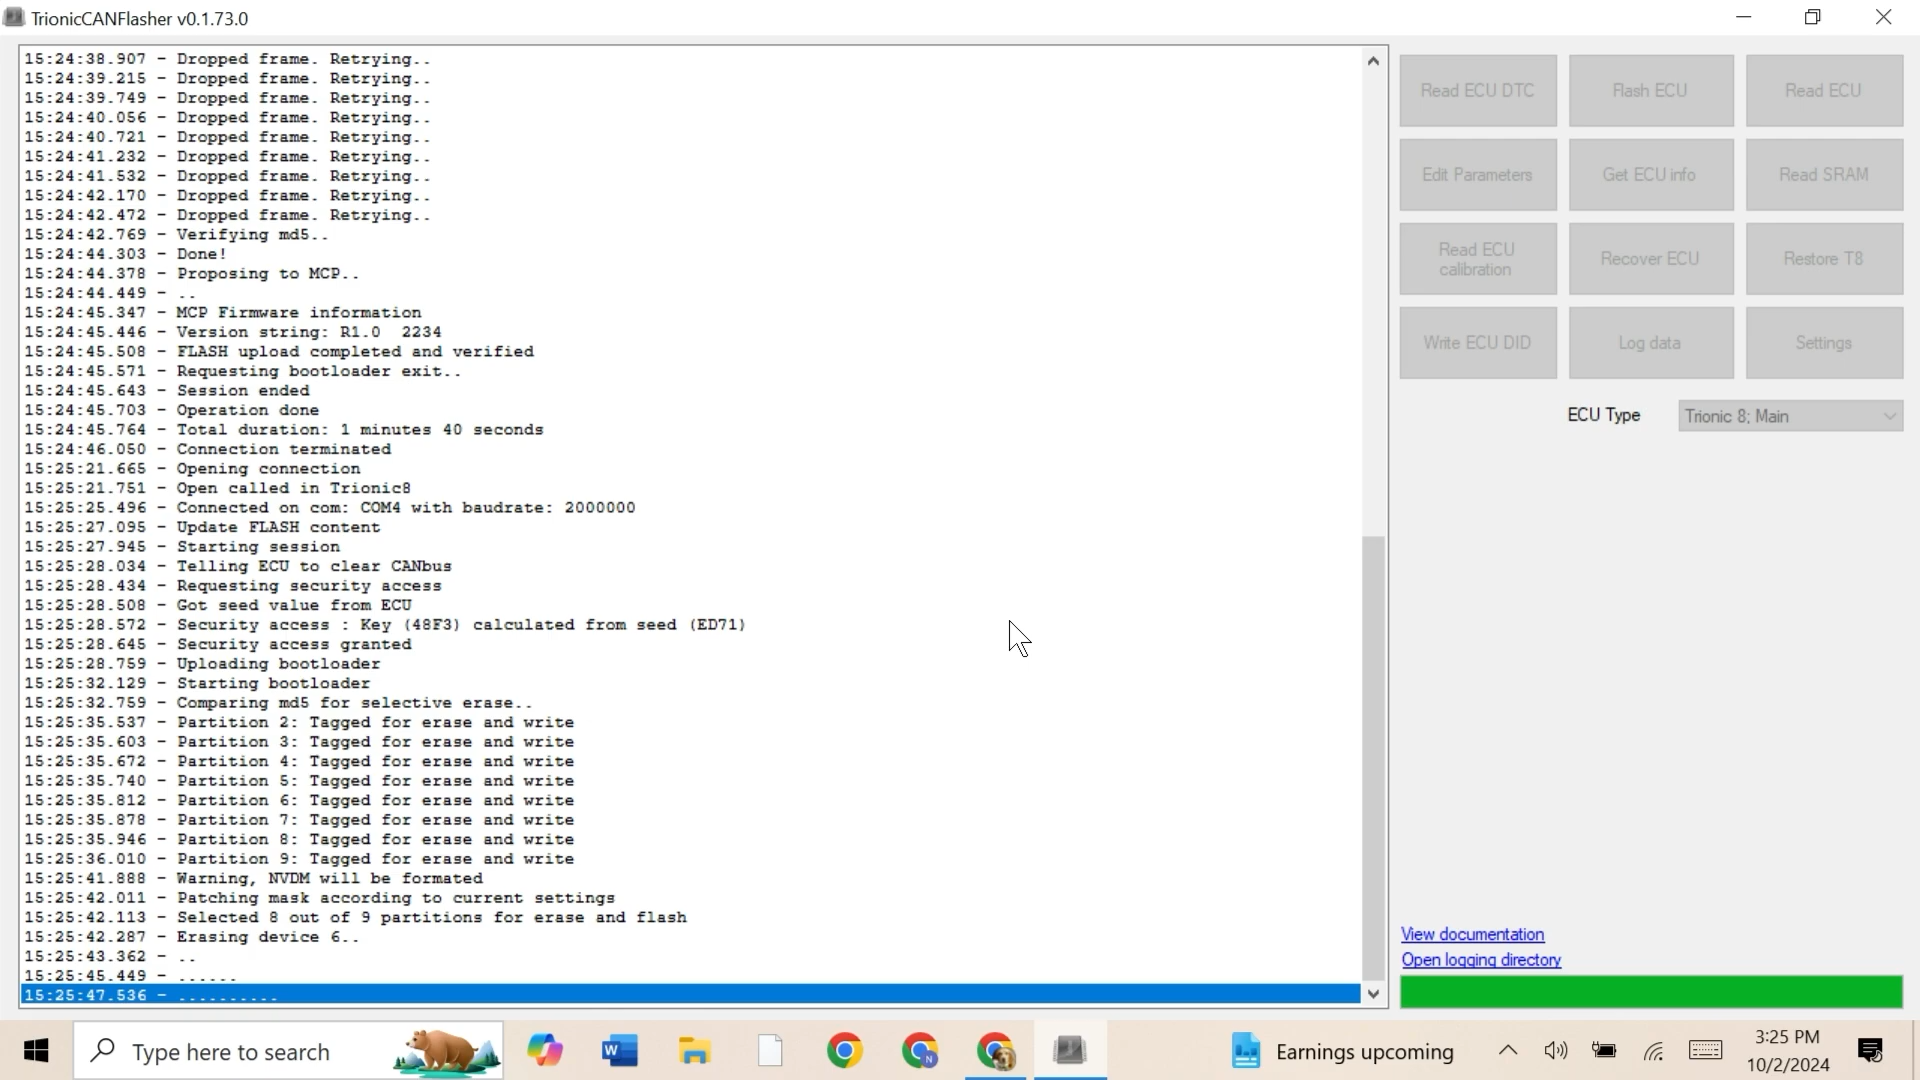 TrionicCANFlasher v0.1.73.0
15:24:38.907 - Dropped frame. Retrying..
15:24:39.215 - Dropped frame. Retrying..
15:24:39.749 - Dropped frame. Retrying..
15:24:40.056 - Dropped frame. Retrying..
15:24:40.721 - Dropped frame. Retrying..
15:24:41.232 - Dropped frame. Retrying..
15:24:41.532 - Dropped frame. Retrying..
15:24:42.170 - Dropped frame. Retrying..
15:24:42.472 - Dropped frame. Retrying..
15:24:42.769 - Verifying md5..
15:24:44.303 - Done!
15:24:44.378 - Proposing to MCP..
15:24:44.449 - ..
15:24:45.347 - MCP Firmware information
15:24:45.446 - Version string: R1.0  2234
15:24:45.508 - FLASH upload completed and verified
15:24:45.571 - Requesting bootloader exit..
15:24:45.643 - Session ended
15:24:45.703 - Operation done
15:24:45.764 - Total duration: 1 minutes 40 seconds
15:24:46.050 - Connection terminated
15:25:21.665 - Opening connection
15:25:21.751 - Open called in Trionic8
15:25:25.496 - Connected on com: COM4 with baudrate: 2000000
15:25:27.095 - Update FLASH content
15:25:27.945 - Starting session
15:25:28.034 - Telling ECU to clear CANbus
15:25:28.434 - Requesting security access
15:25:28.508 - Got seed value from ECU
15:25:28.572 - Security access : Key (48F3) calculated from seed (ED71)
15:25:28.645 - Security access granted
15:25:28.759 - Uploading bootloader
15:25:32.129 - Starting bootloader
15:25:32.759 - Comparing md5 for selective erase..
15:25:35.537 - Partition 2: Tagged for erase and write
15:25:35.603 - Partition 3: Tagged for erase and write
15:25:35.672 - Partition 4: Tagged for erase and write
15:25:35.740 - Partition 5: Tagged for erase and write
15:25:35.812 - Partition 6: Tagged for erase and write
15:25:35.878 - Partition 7: Tagged for erase and write
15:25:35.946 - Partition 8: Tagged for erase and write
15:25:36.010 - Partition 9: Tagged for erase and write
15:25:41.888 - Warning, NVDM will be formated
15:25:42.011 - Patching mask according to current settings
15:25:42.113 - Selected 8 out of 9 partitions for erase and flash
15:25:42.287 - Erasing device 6..
15:25:43.362 - ..
15:25:45.449 - ......
15:25:47.536 - ..........
Read ECU DTC
Flash ECU
Read ECU
Edit Parameters
Get ECU info
Read SRAM
Read ECU
calibration
Recover ECU
Restore T8
Write ECU DID
Log data
Settings
ECU Type
Trionic 8; Main
View documentation
Open logging directory
Type here to search
W
N
Earnings upcoming
3:25 PM
10/2/2024